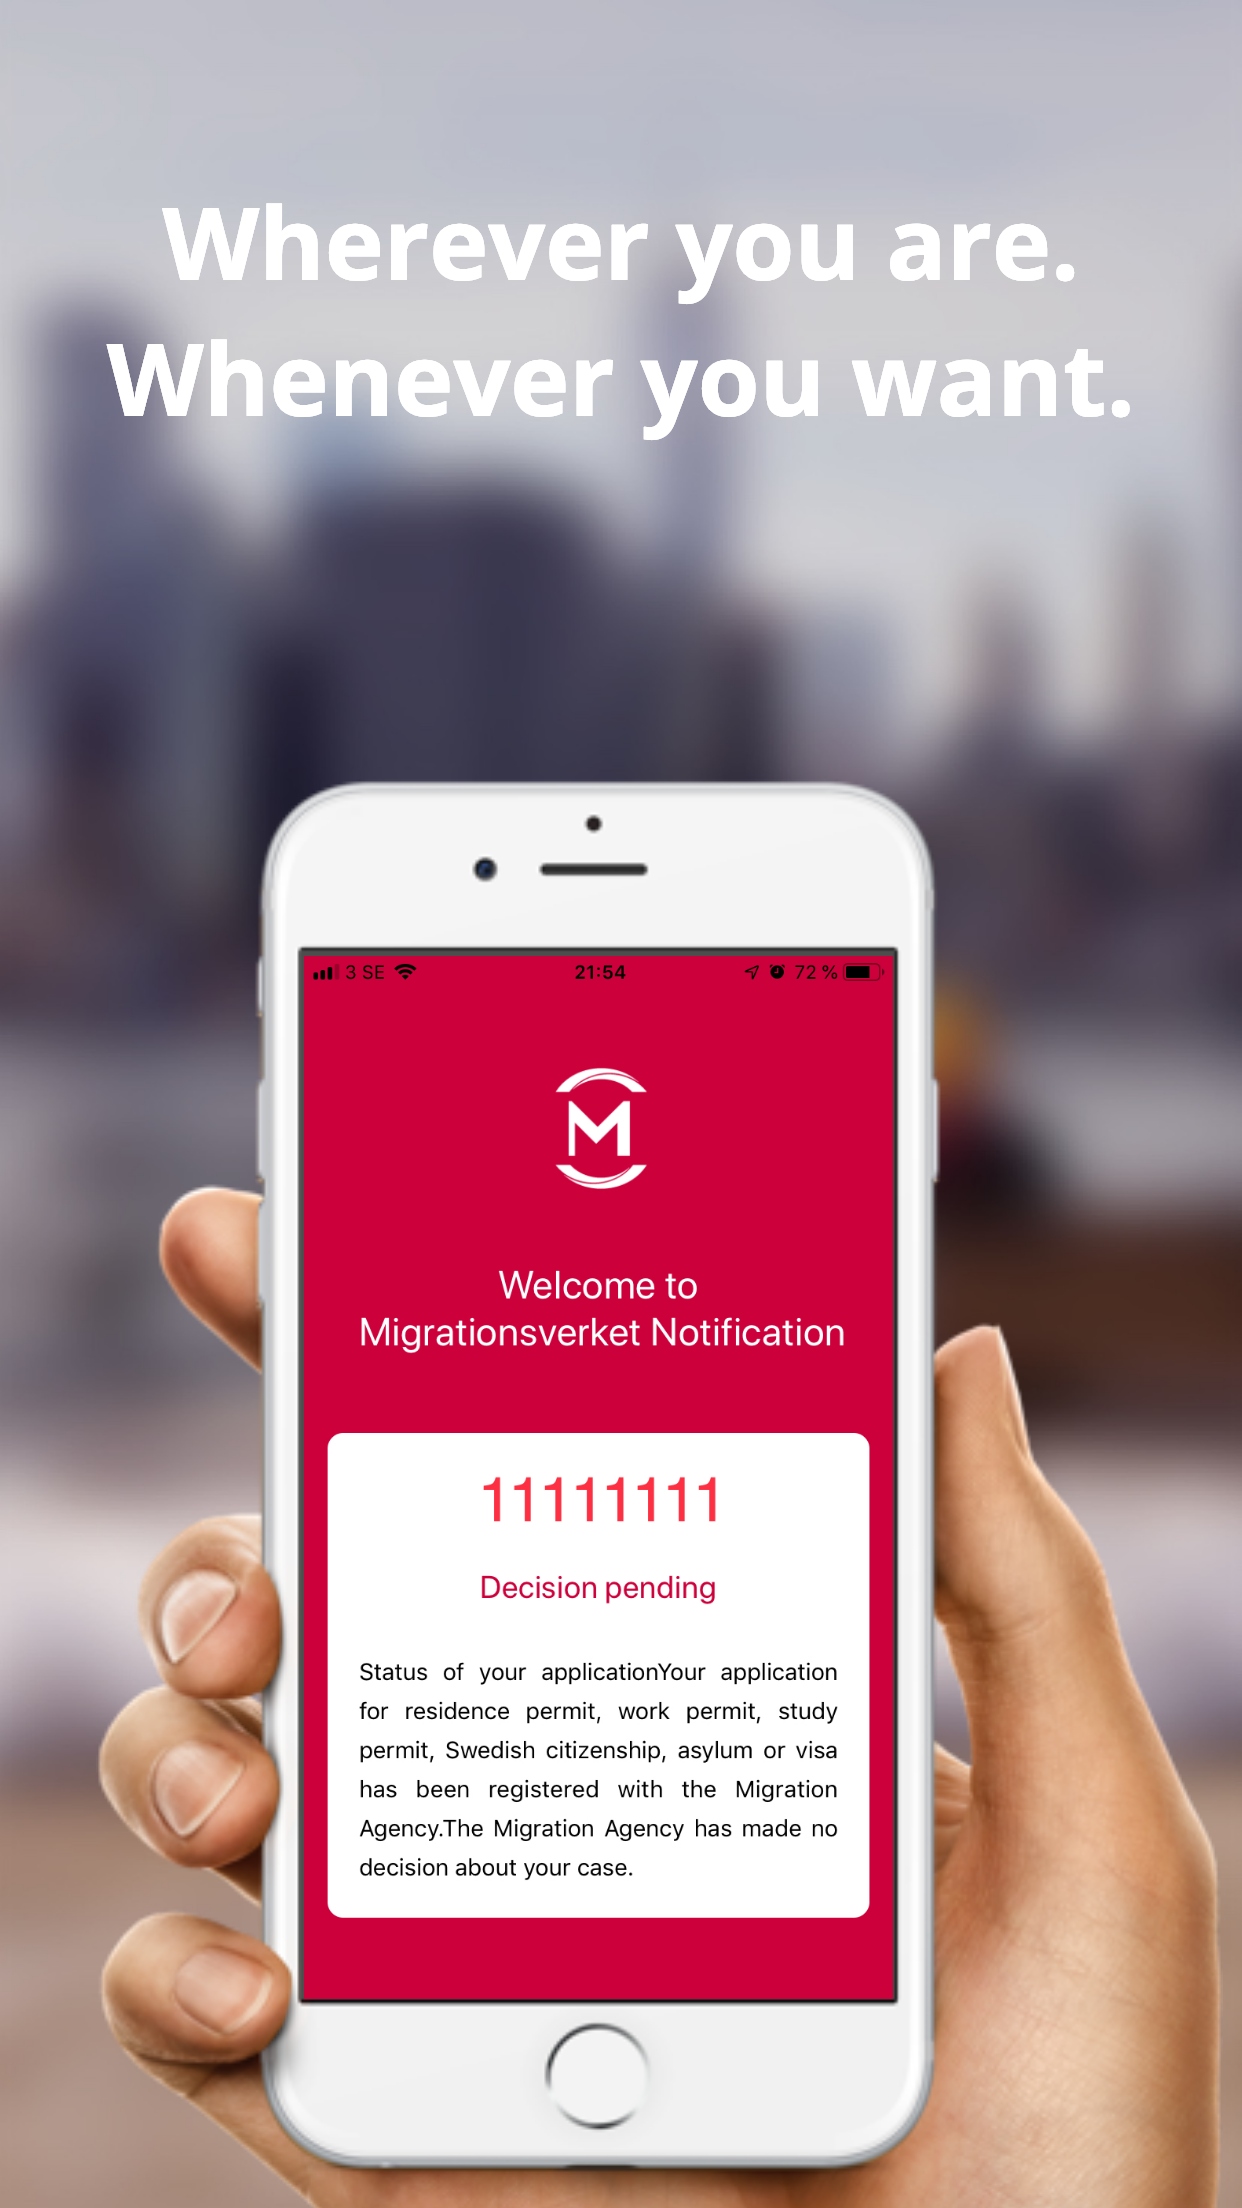 Wherever you are.
Whenever you want.
3 SE 21:54 72 %
M
Welcome to
Migrationsverket Notification
11111111
Decision pending
Status of your applicationYour application
for residence permit, work permit, study
permit, Swedish citizenship, asylum or visa
has been registered with the Migration
Agency.The Migration Agency has made no
decision about your case.